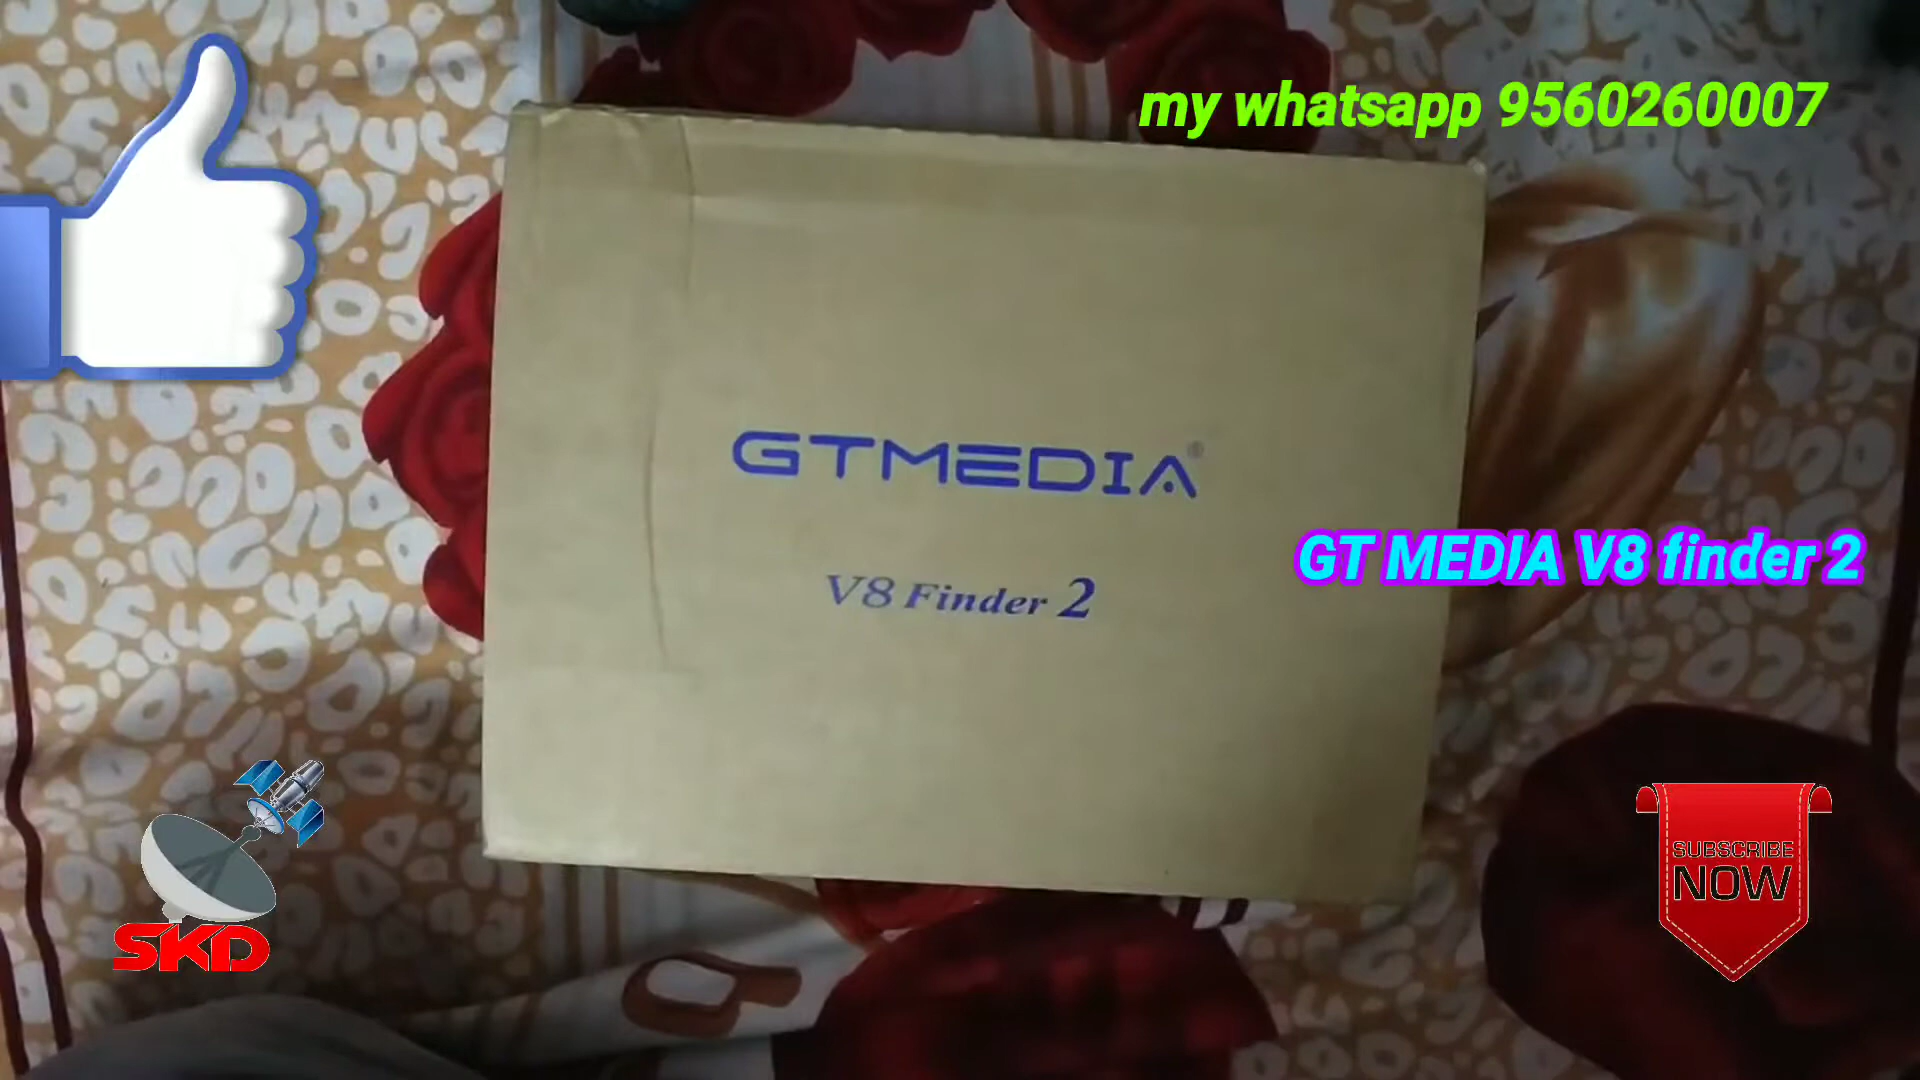 my whatsapp 9560260007
GTMEDIA®
V8 Finder 2
GT MEDIA V8 finder 2
SKD
SUBSCRIBE
NOW